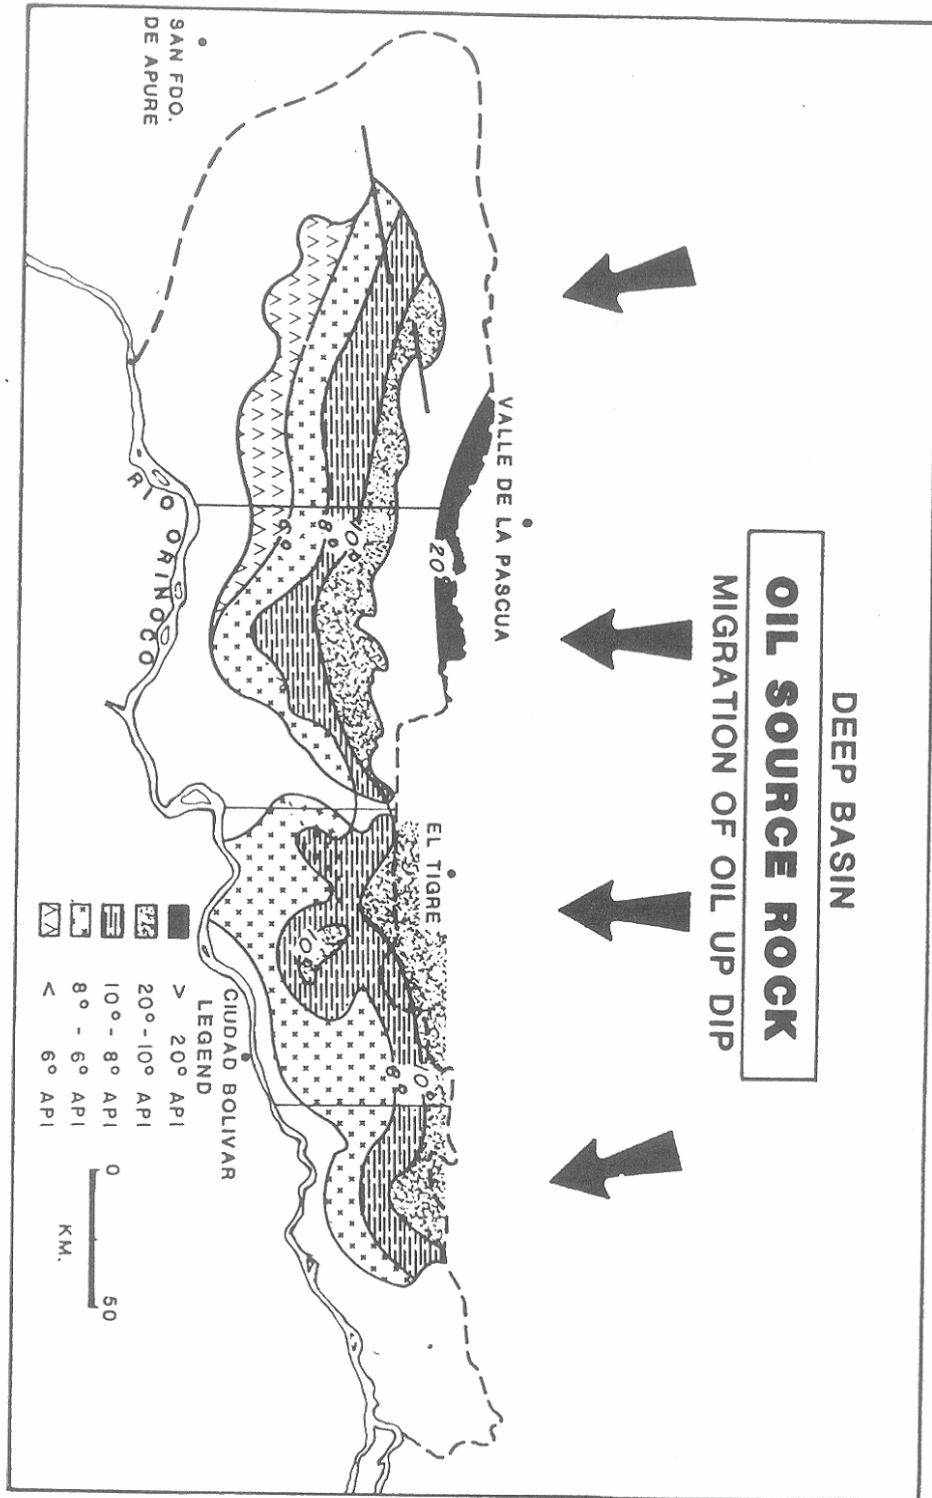 DEEP BASIN
OIL SOURCE ROCK
MIGRATION OF OIL UP DIP
VALLE DE LA PASCUA
EL TIGRE
SAN FDO.
DE APURE
20°
10°
8°
6°
10°
10°
8°
RIO ORINOCO
CIUDAD BOLIVAR
LEGEND
> 20° API
20°-10° API
10°-8° API
8°-6° API
< 6° API
0 50
KM.